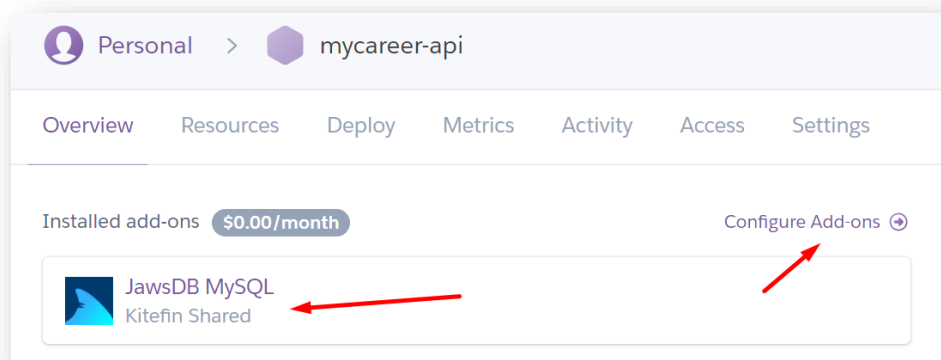 Personal > mycareer-api
Overview Resources Deploy Metrics Activity Access Settings
Installed add-ons $0.00/month Configure Add-ons
JawsDB MySQL
Kitefin Shared